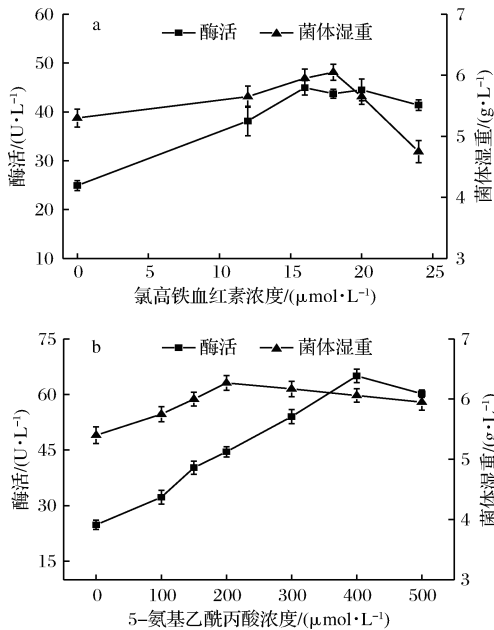 a
酶活 菌体湿重
60 50 40 30 20 10
酶活/(U·L⁻¹)
7 6 5 4 3
菌体湿重/(g·L⁻¹)
0 5 10 15 20 25
氯高铁血红素浓度/(μmol·L⁻¹)
b
酶活 菌体湿重
75 60 45 30 15
酶活/(U·L⁻¹)
7 6 5 4 3
菌体湿重/(g·L⁻¹)
0 100 200 300 400 500
5-氨基乙酰丙酸浓度/(μmol·L⁻¹)